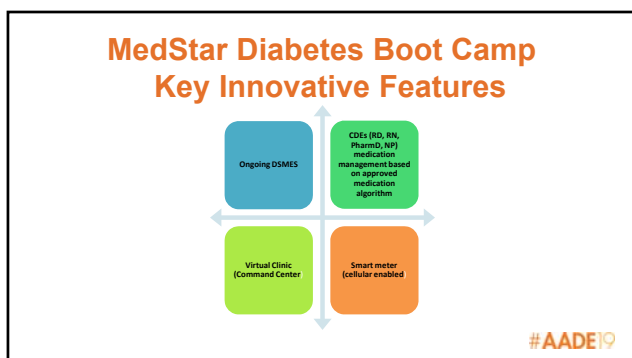 MedStar Diabetes Boot Camp
Key Innovative Features
Ongoing DSMES
CDEs (RD, RN,
PharmD, NP)
medication
management based
on approved
medication
algorithm
Virtual Clinic
(Command Center)
Smart meter
(cellular enabled)
#AADE19